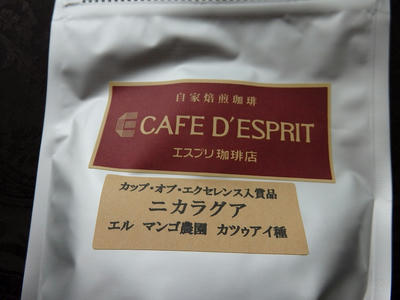 自家焙煎珈琲
CAFE D'ESPRIT
エスプリ珈琲店
カップ・オブ・エクセレンス入賞品
ニカラグア
エル マンゴ農園 カツゥアイ種